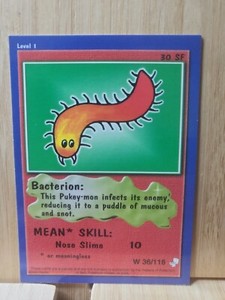 Level 1
30 SF
Bacterion:
This Pukey-mon infects its enemy,
reducing it to a puddle of mucous
and snot.
MEAN* SKILL:
Nose Slime 10
* or meaningless
W 36/118